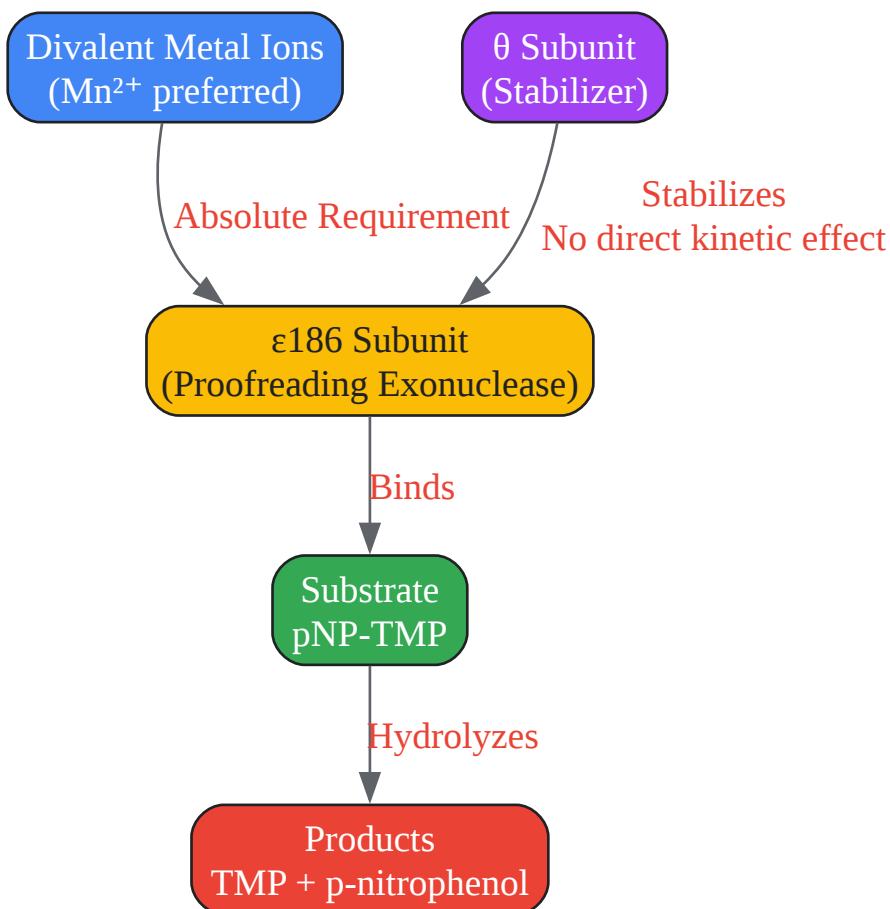 Divalent Metal Ions
(Mn²⁺ preferred)
θ Subunit
(Stabilizer)
Absolute Requirement
Stabilizes
No direct kinetic effect
ε186 Subunit
(Proofreading Exonuclease)
Binds
Substrate
pNP-TMP
Hydrolyzes
Products
TMP + p-nitrophenol